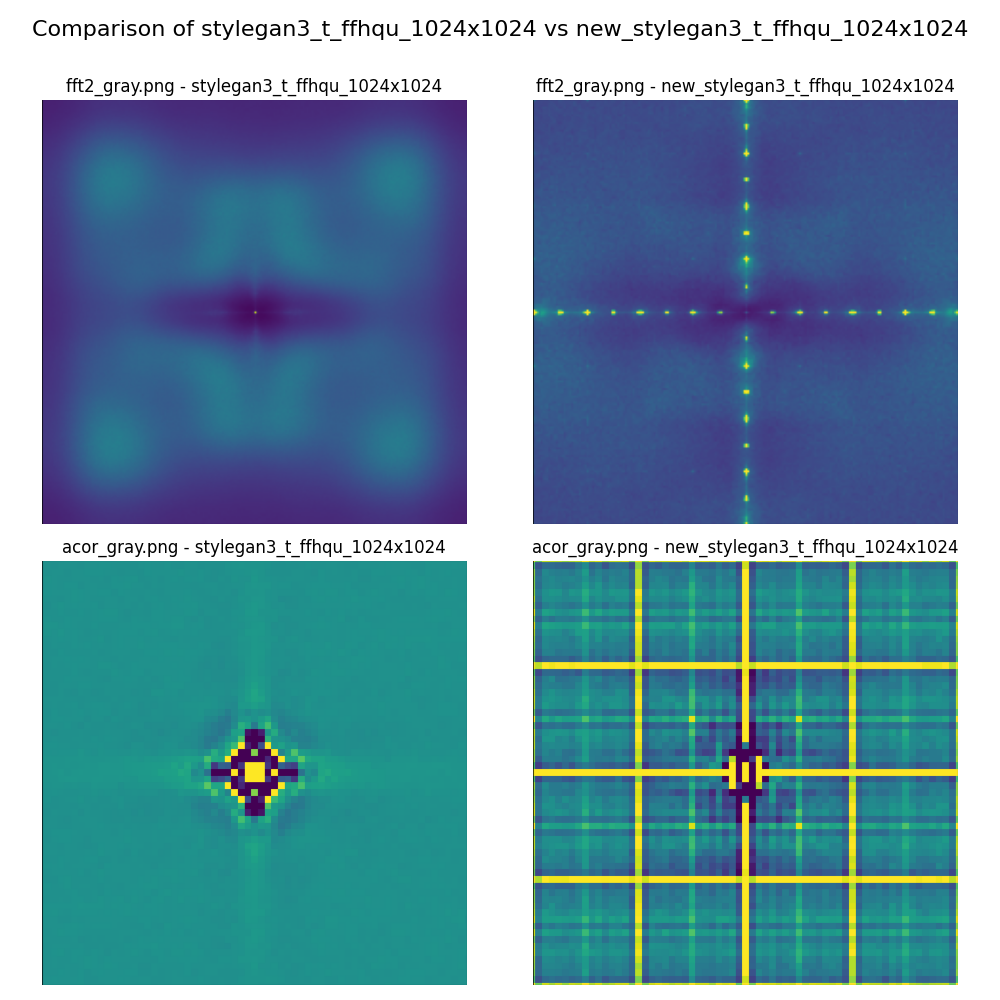 Comparison of stylegan3_t_ffhqu_1024x1024 vs new_stylegan3_t_ffhqu_1024x1024
fft2_gray.png - stylegan3_t_ffhqu_1024x1024
fft2_gray.png - new_stylegan3_t_ffhqu_1024x1024
acor_gray.png - stylegan3_t_ffhqu_1024x1024
acor_gray.png - new_stylegan3_t_ffhqu_1024x1024